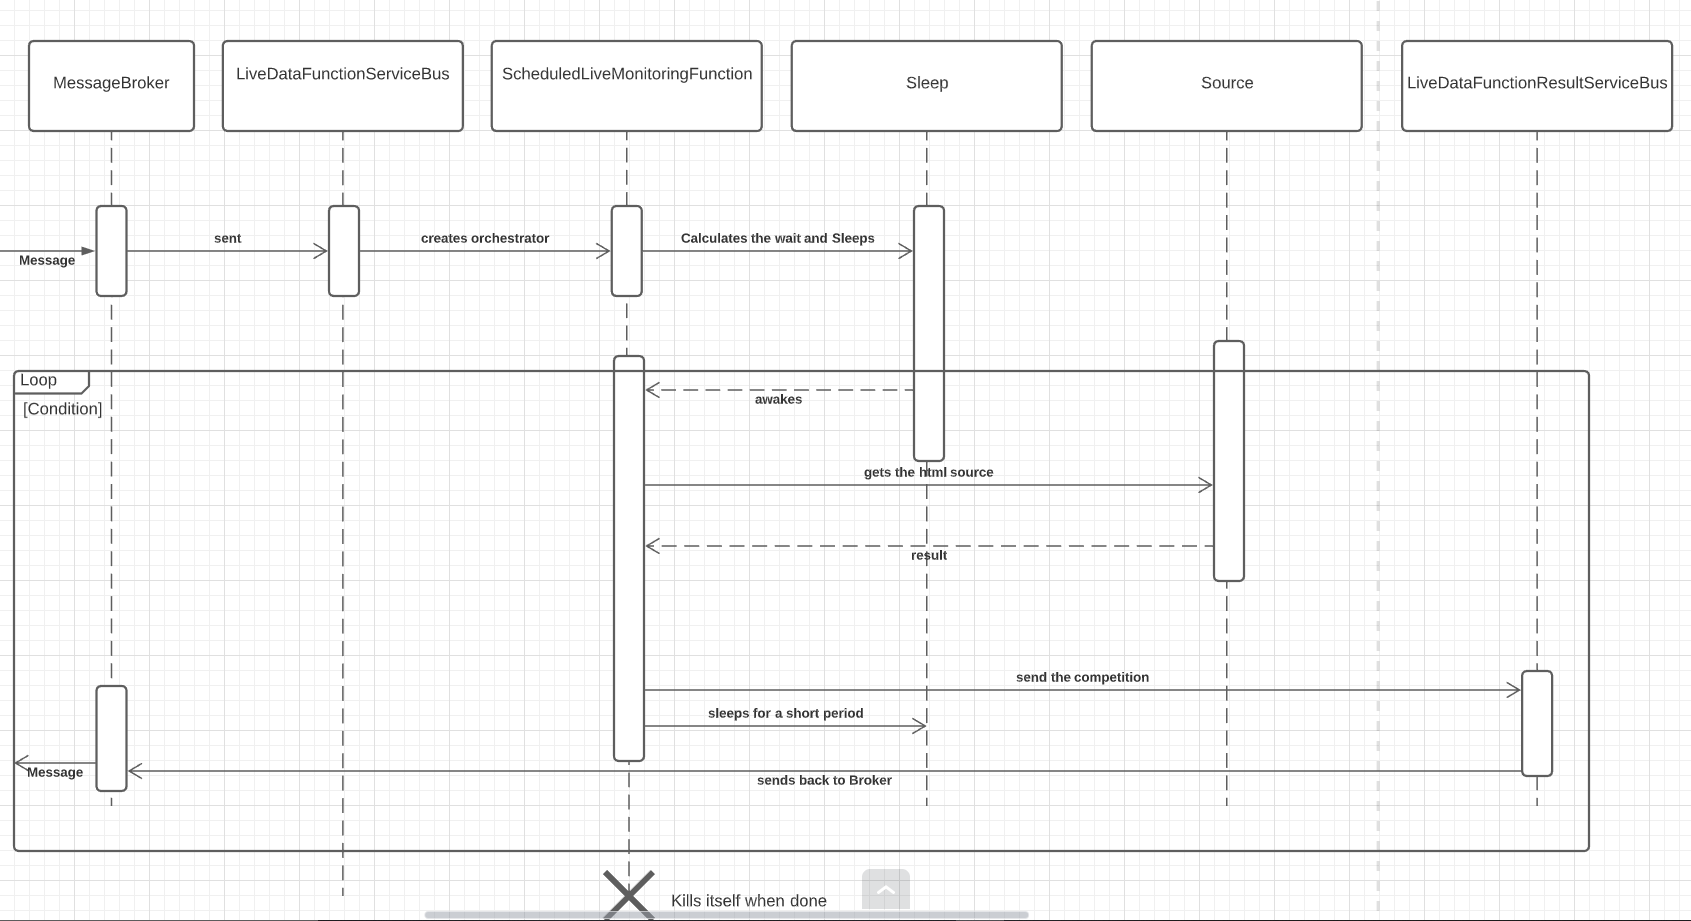 MessageBroker
LiveDataFunctionServiceBus
ScheduledLiveMonitoringFunction
Sleep
Source
LiveDataFunctionResultServiceBus
Message
sent
creates orchestrator
Calculates the wait and Sleeps
Loop
[Condition]
awakes
gets the html source
result
send the competition
sleeps for a short period
Message
sends back to Broker
Kills itself when done